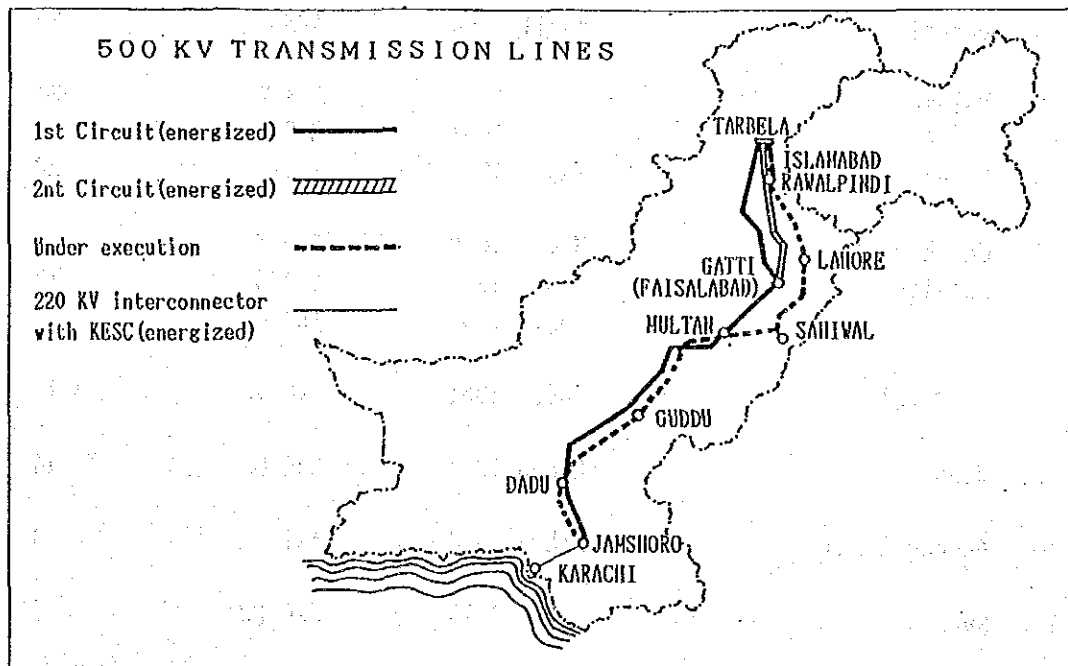 500 KV TRANSMISSION LINES
1st Circuit(energized)
2nt Circuit(energized)
Under execution
220 KV interconnector
with KESC(energized)
TARBELA
ISLAHABAD
RAWALPINDI
LAHORE
GATTI
(FAISALABAD)
MULTAN
SAHIWAL
GUDDU
DADU
JAMSHORO
KARACHI